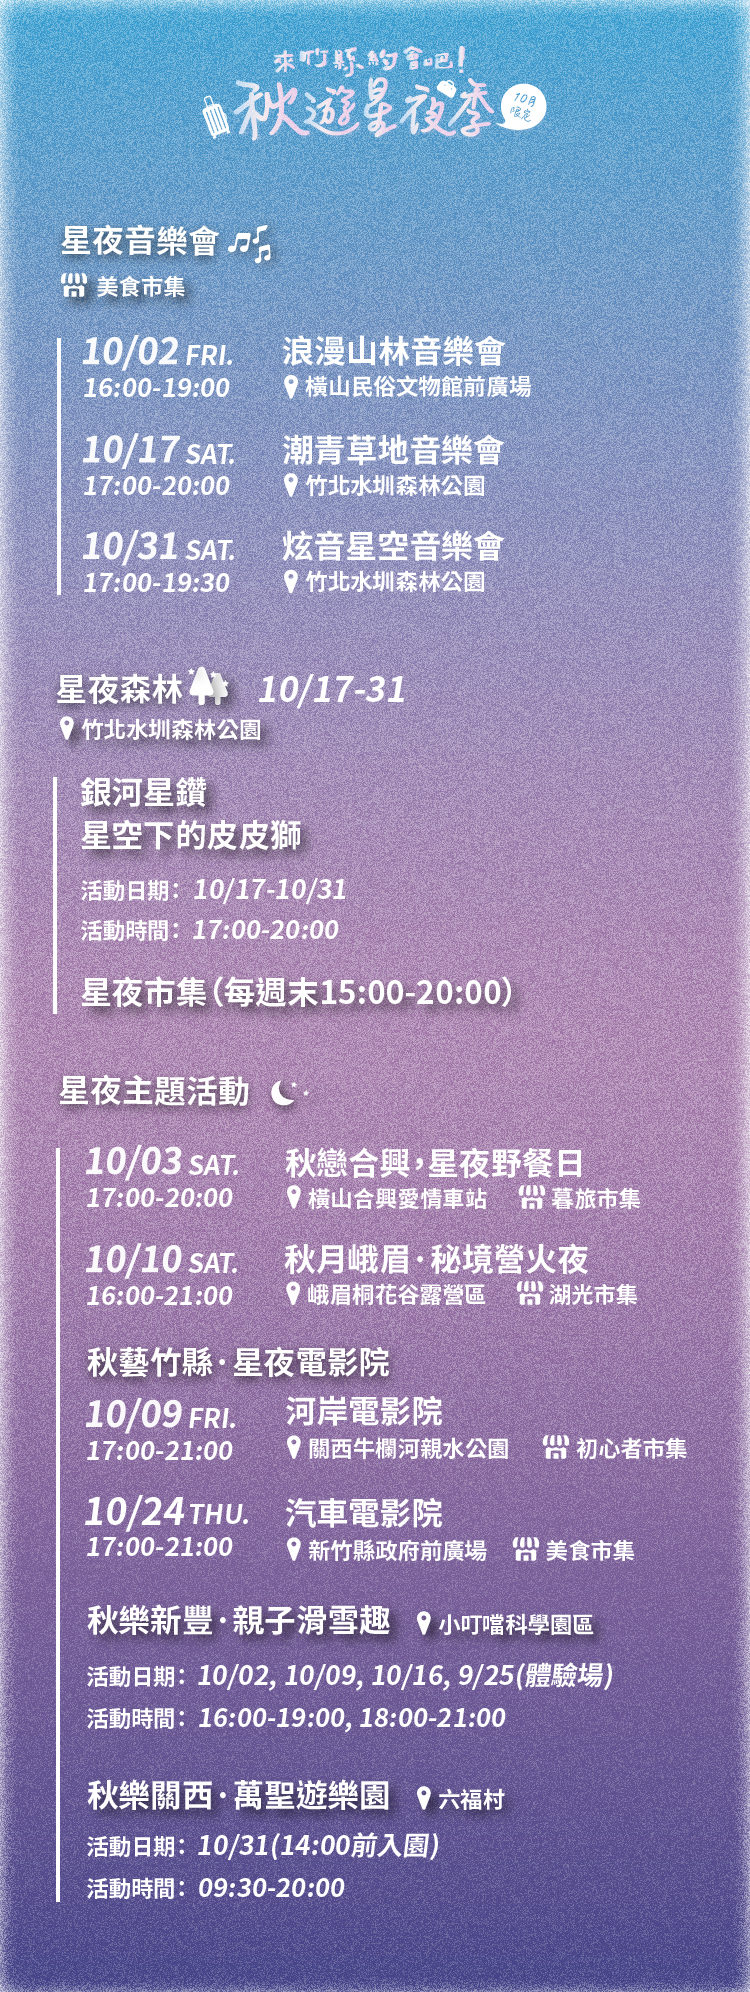 來竹縣約會吧!
秋遊星夜季
10月
限定
星夜音樂會
美食市集
10/02 FRI. 浪漫山林音樂會
16:00-19:00 橫山民俗文物館前廣場
10/17 SAT. 潮青草地音樂會
17:00-20:00 竹北水圳森林公園
10/31 SAT. 炫音星空音樂會
17:00-19:30 竹北水圳森林公園
星夜森林 10/17-31
竹北水圳森林公園
銀河星鑽
星空下的皮皮獅
活動日期：10/17-10/31
活動時間：17:00-20:00
星夜市集(每週末15:00-20:00)
星夜主題活動
10/03 SAT. 秋戀合興，星夜野餐日
17:00-20:00 橫山合興愛情車站 暮旅市集
10/10 SAT. 秋月峨眉·秘境營火夜
16:00-21:00 峨眉桐花谷露營區 湖光市集
秋藝竹縣·星夜電影院
10/09 FRI. 河岸電影院
17:00-21:00 關西牛欄河親水公園 初心者市集
10/24 THU. 汽車電影院
17:00-21:00 新竹縣政府前廣場 美食市集
秋樂新豐·親子滑雪趣 小叮噹科學園區
活動日期：10/02, 10/09, 10/16, 9/25(體驗場)
活動時間：16:00-19:00, 18:00-21:00
秋樂關西·萬聖遊樂園 六福村
活動日期：10/31(14:00前入園)
活動時間：09:30-20:00